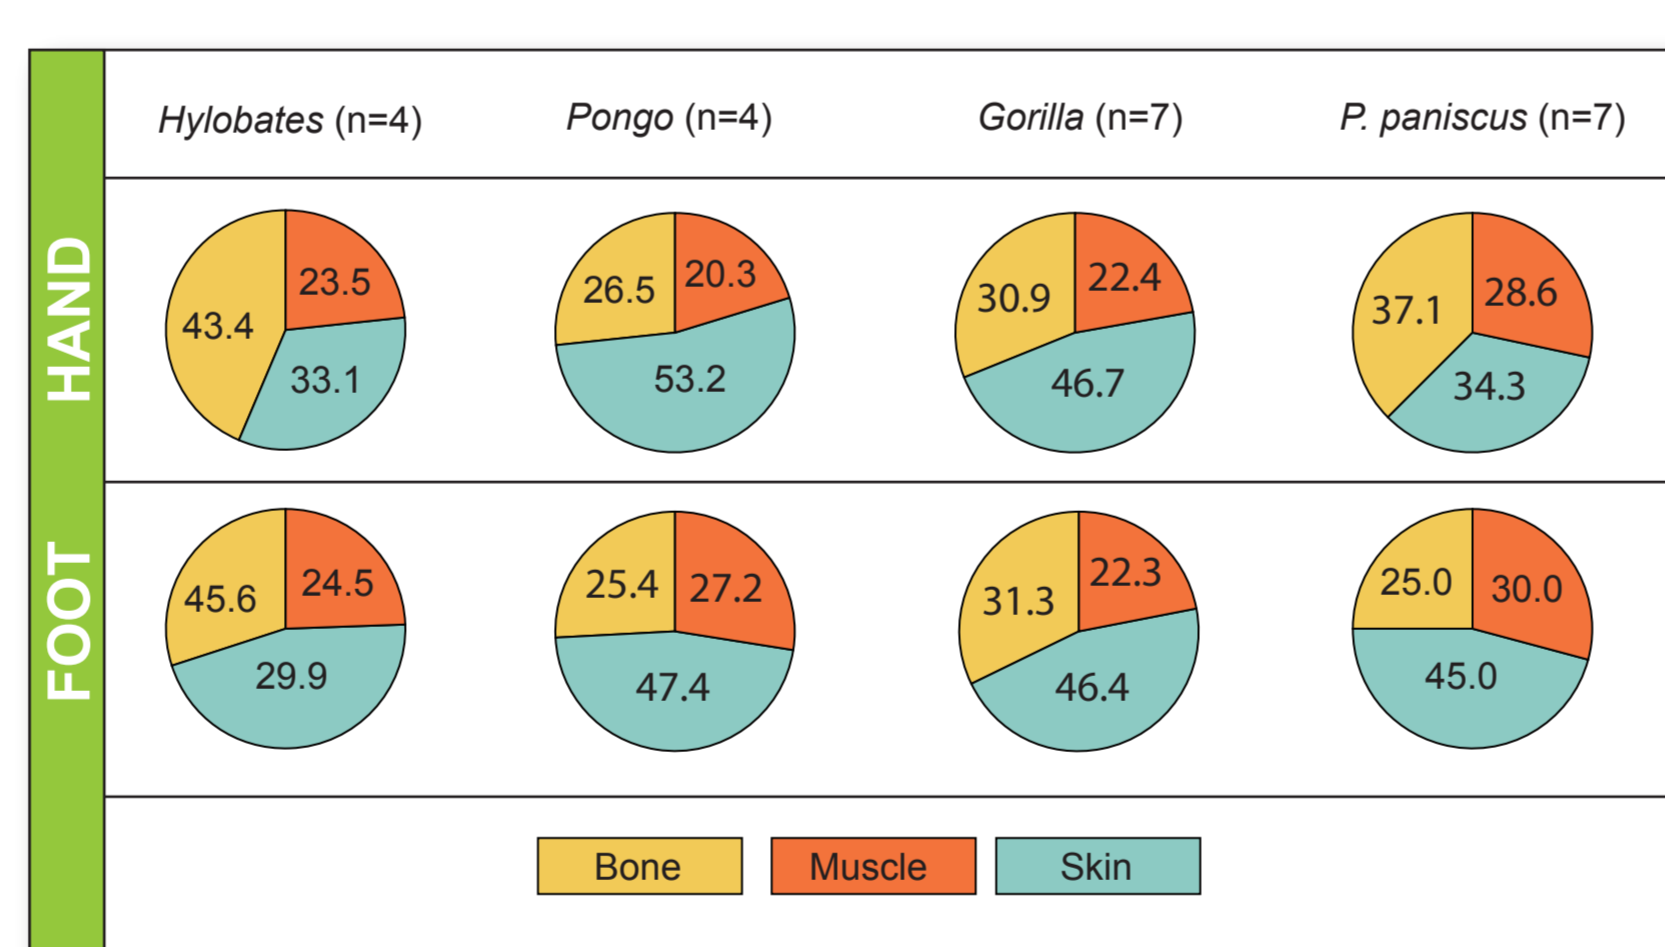 Hylobates (n=4) Pongo (n=4) Gorilla (n=7) P. paniscus (n=7)
HAND
43.4 23.5 33.1
26.5 20.3 53.2
30.9 22.4 46.7
37.1 28.6 34.3
FOOT
45.6 24.5 29.9
25.4 27.2 47.4
31.3 22.3 46.4
25.0 30.0 45.0
Bone Muscle Skin